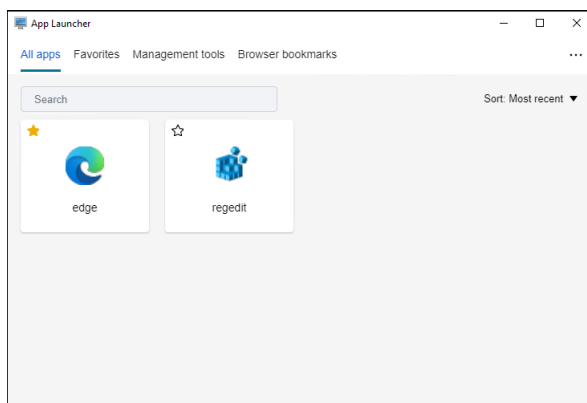 App Launcher
All apps Favorites Management tools Browser bookmarks
Search
Sort: Most recent
edge regedit